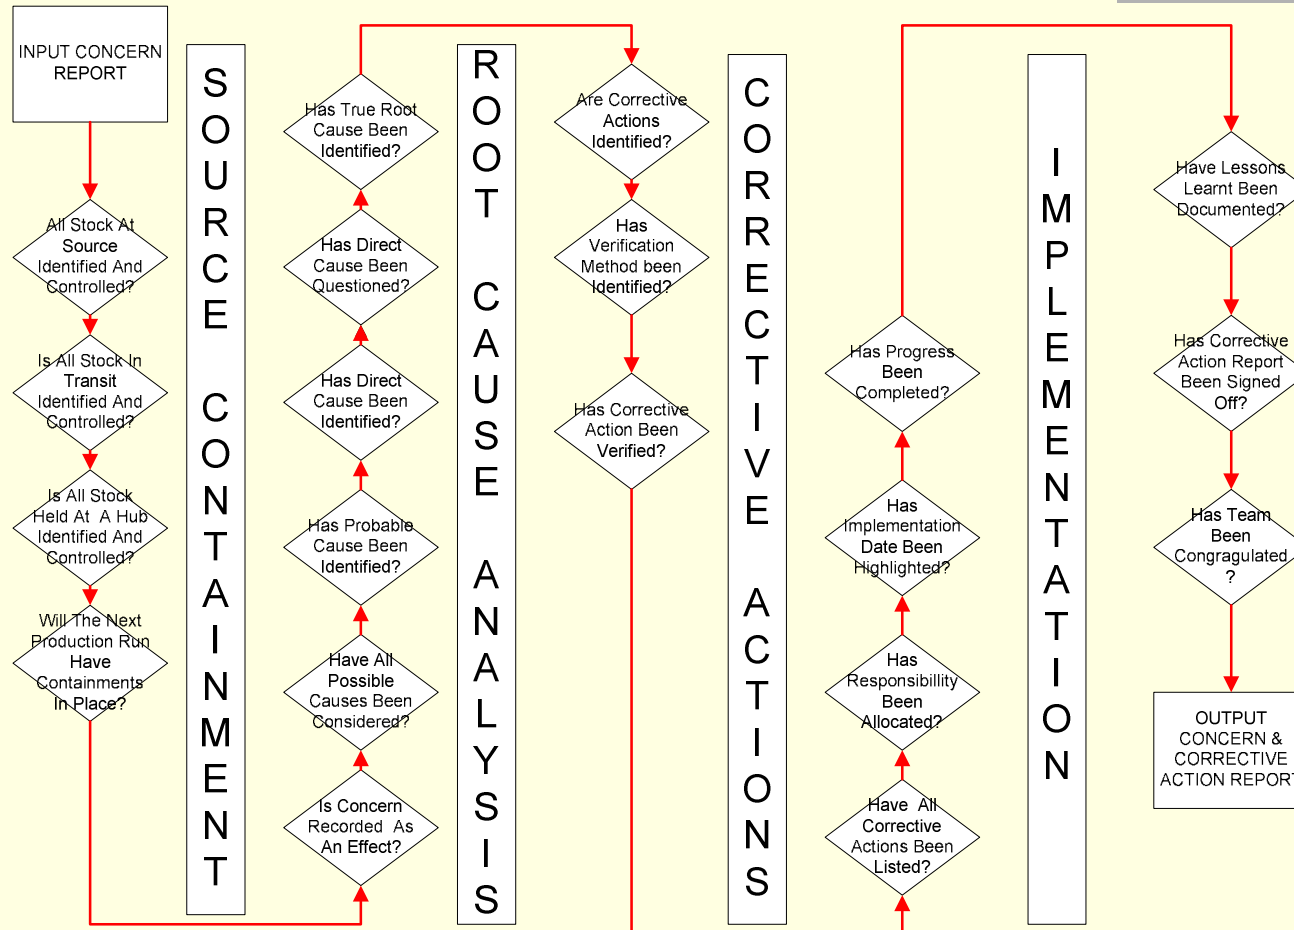 INPUT CONCERN
REPORT
All Stock At
Source
Identified And
Controlled?
Is All Stock In
Transit
Identified And
Controlled?
Is All Stock
Held At A Hub
Identified And
Controlled?
Will The Next
Production Run
Have
Containments
In Place?
SOURCE CONTAINMENT
Has True Root
Cause Been
Identified?
Has Direct
Cause Been
Questioned?
Has Direct
Cause Been
Identified?
Has Probable
Cause Been
Identified?
Have All
Possible
Causes Been
Considered?
Is Concern
Recorded As
An Effect?
ROOT CAUSE ANALYSIS
Are Corrective
Actions
Identified?
Has
Verification
Method been
Identified?
Has Corrective
Action Been
Verified?
CORRECTIVE ACTIONS
Has Progress
Been
Completed?
Has
Implementation
Date Been
Highlighted?
Has
Responsibillity
Been
Allocated?
Have All
Corrective
Actions Been
Listed?
IMPLEMENTATION
Have Lessons
Learnt Been
Documented?
Has Corrective
Action Report
Been Signed
Off?
Has Team
Been
Congragulated
?
OUTPUT
CONCERN &
CORRECTIVE
ACTION REPORT